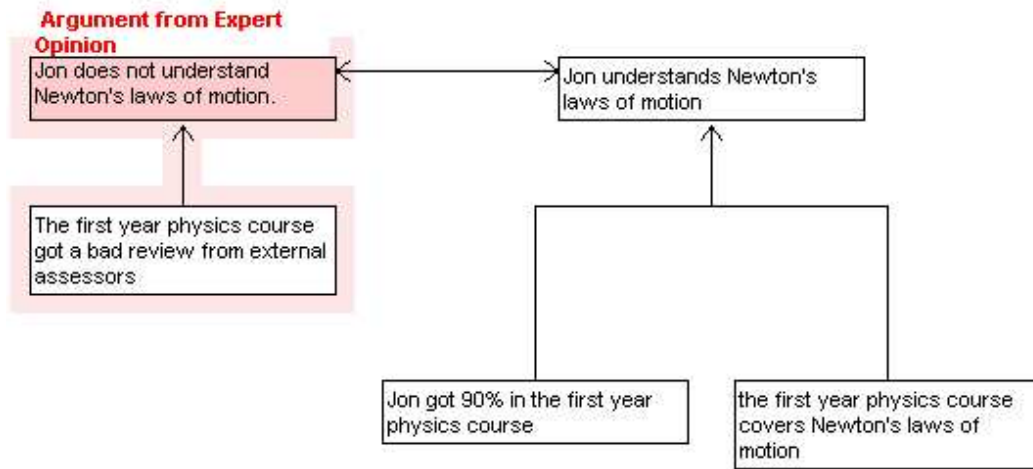 Argument from Expert
Opinion
Jon does not understand
Newton's laws of motion.
Jon understands Newton's
laws of motion
The first year physics course
got a bad review from external
assessors
Jon got 90% in the first year
physics course
the first year physics course
covers Newton's laws of
motion